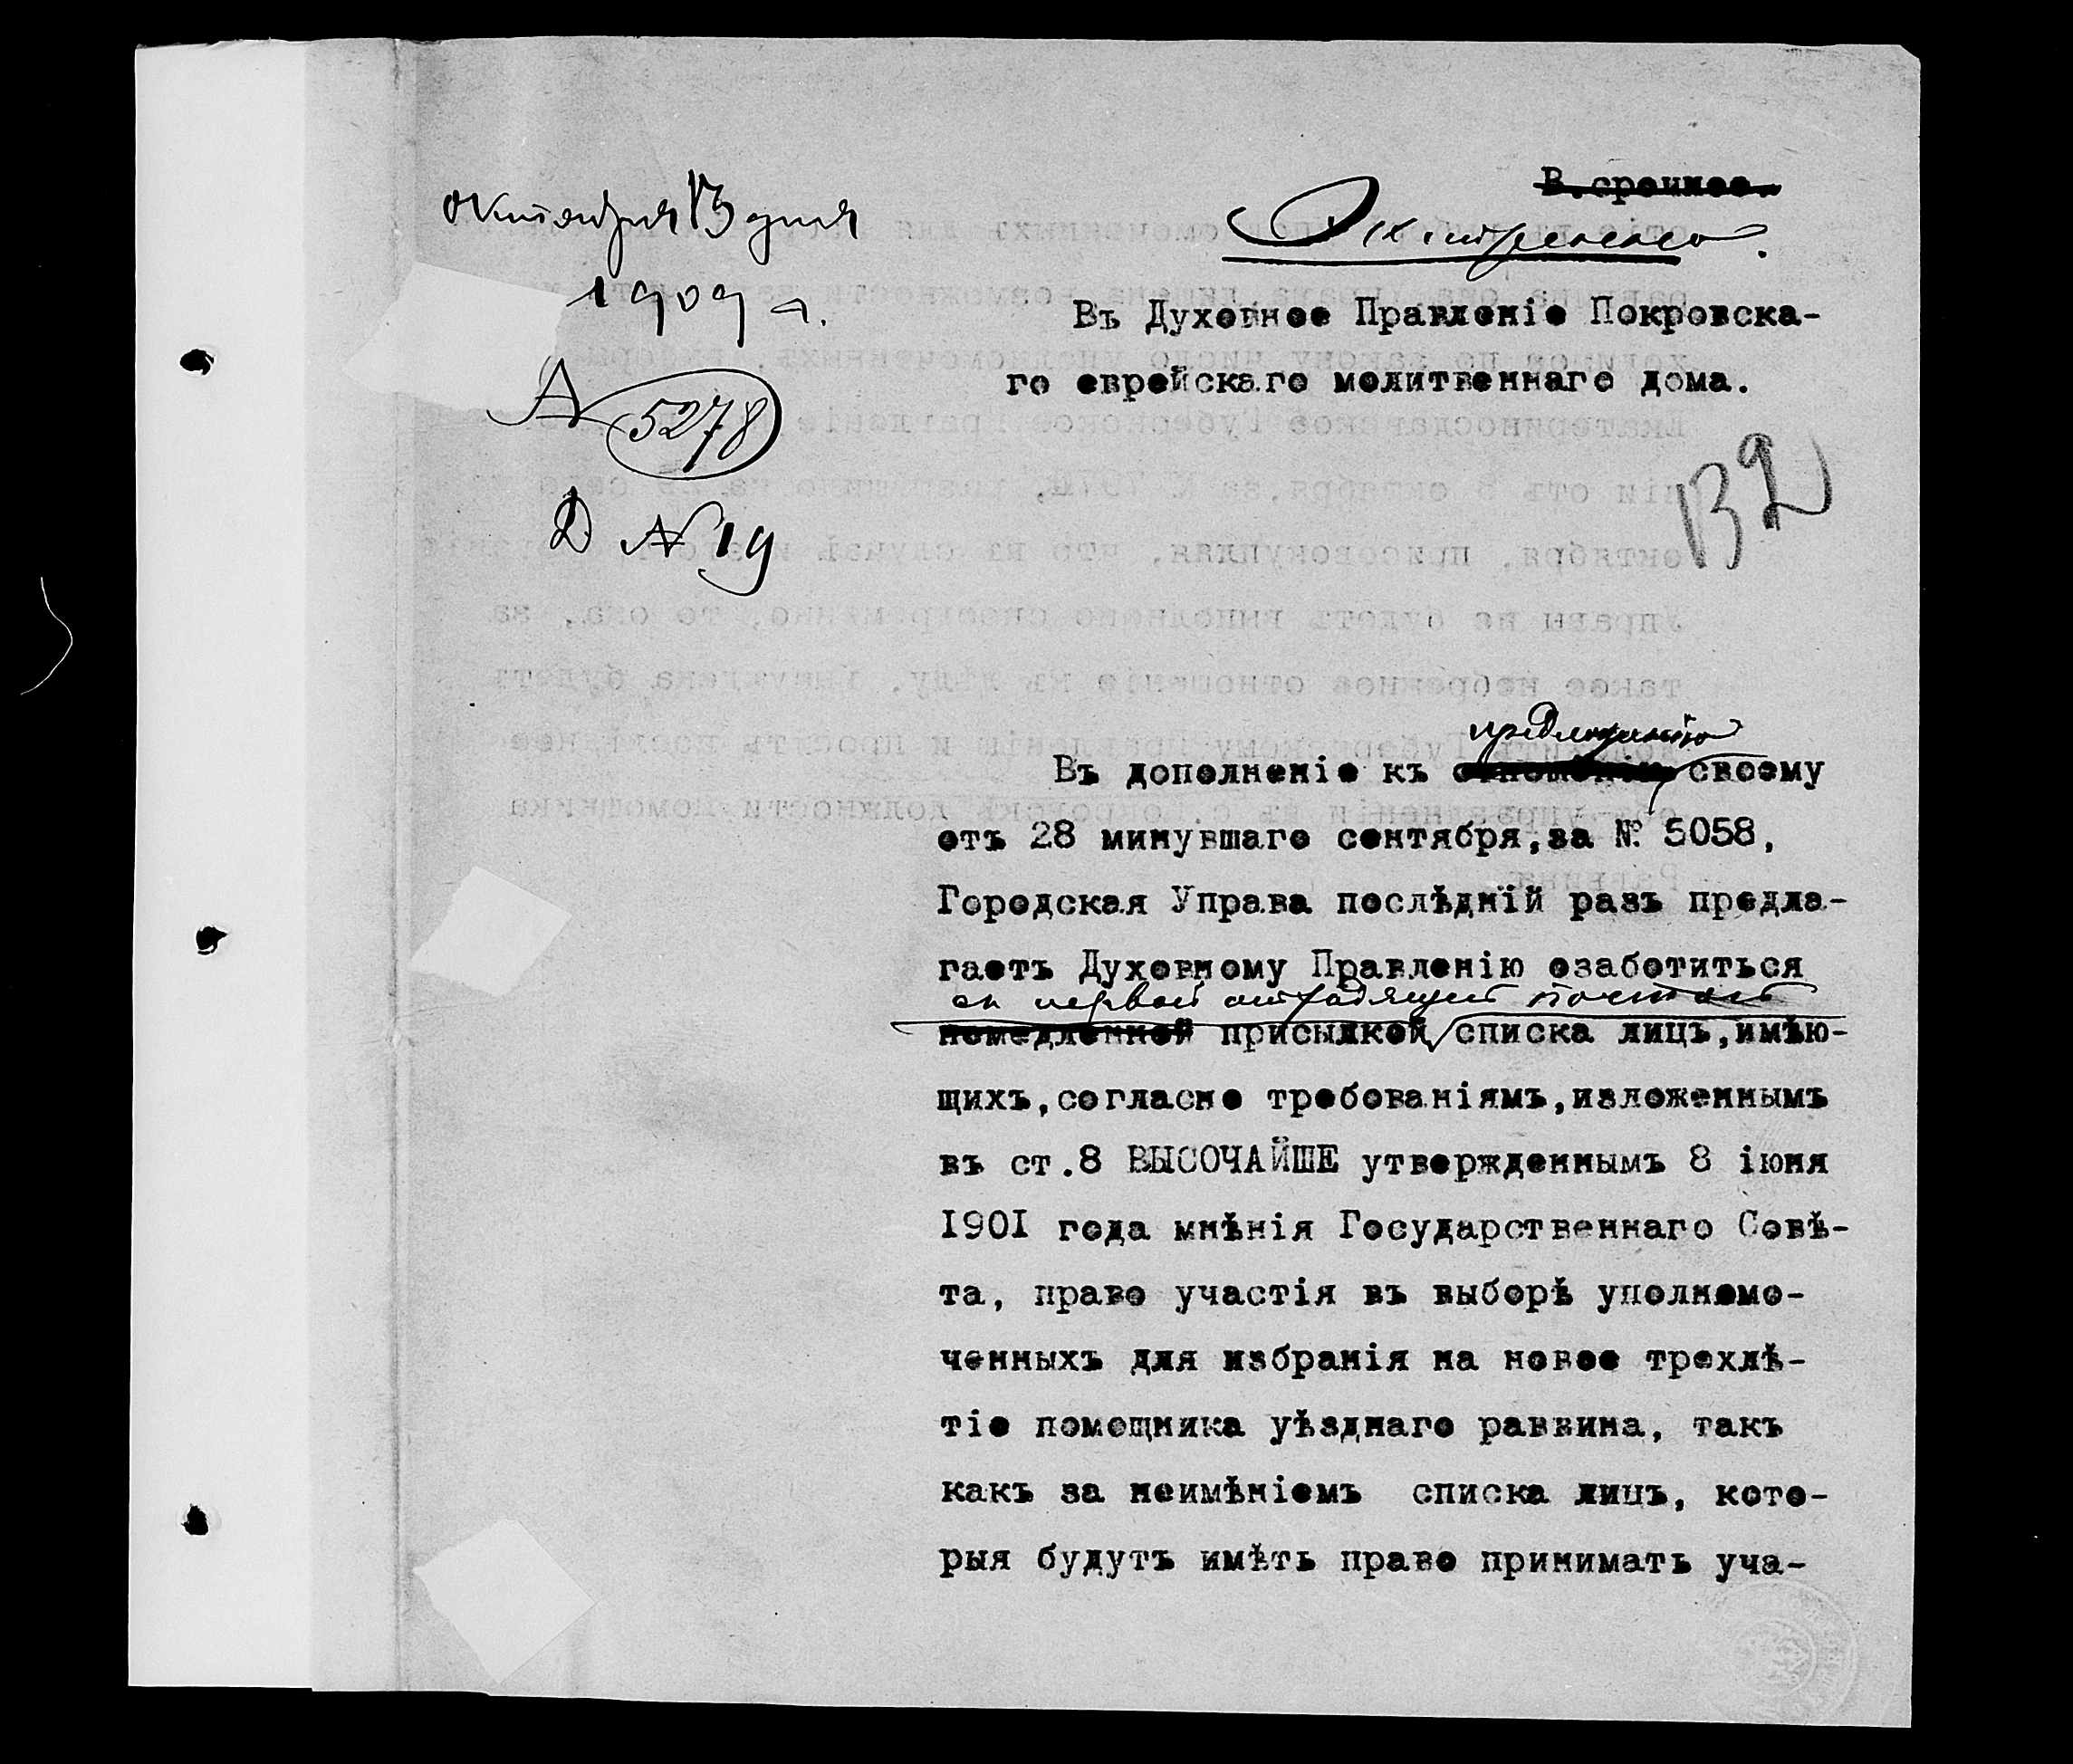 В. срочное.
Экстренно.
октября 13 дня
1909 г.
Въ Духовное Правленіе Покровска-
го еврейскаго молитвеннаго дома.
№ 5278
132
Д № 19
предложенію
Въ дополненіе къ отношенію своему
отъ 28 минувшаго сентября, за № 5058,
Городская Управа послѣднїй разъ предла-
гаетъ Духовному Правленію озаботиться
съ первой отходящей почтой
немедленной присылкой списка лицъ, имѣю-
щихъ, согласно требованіямъ, изложеннымъ
въ ст. 8 ВЫСОЧАЙШЕ утвержденнымъ 8 іюня
1901 года мнѣнія Государственнаго Совѣ-
та, право участія въ выборѣ уполномо-
ченныхъ для избранія на новое трехлѣ-
тіе помощника уѣзднаго раввина, такъ
какъ за неимѣніемъ списка лицъ, кото-
рыя будутъ имѣть право принимать уча-